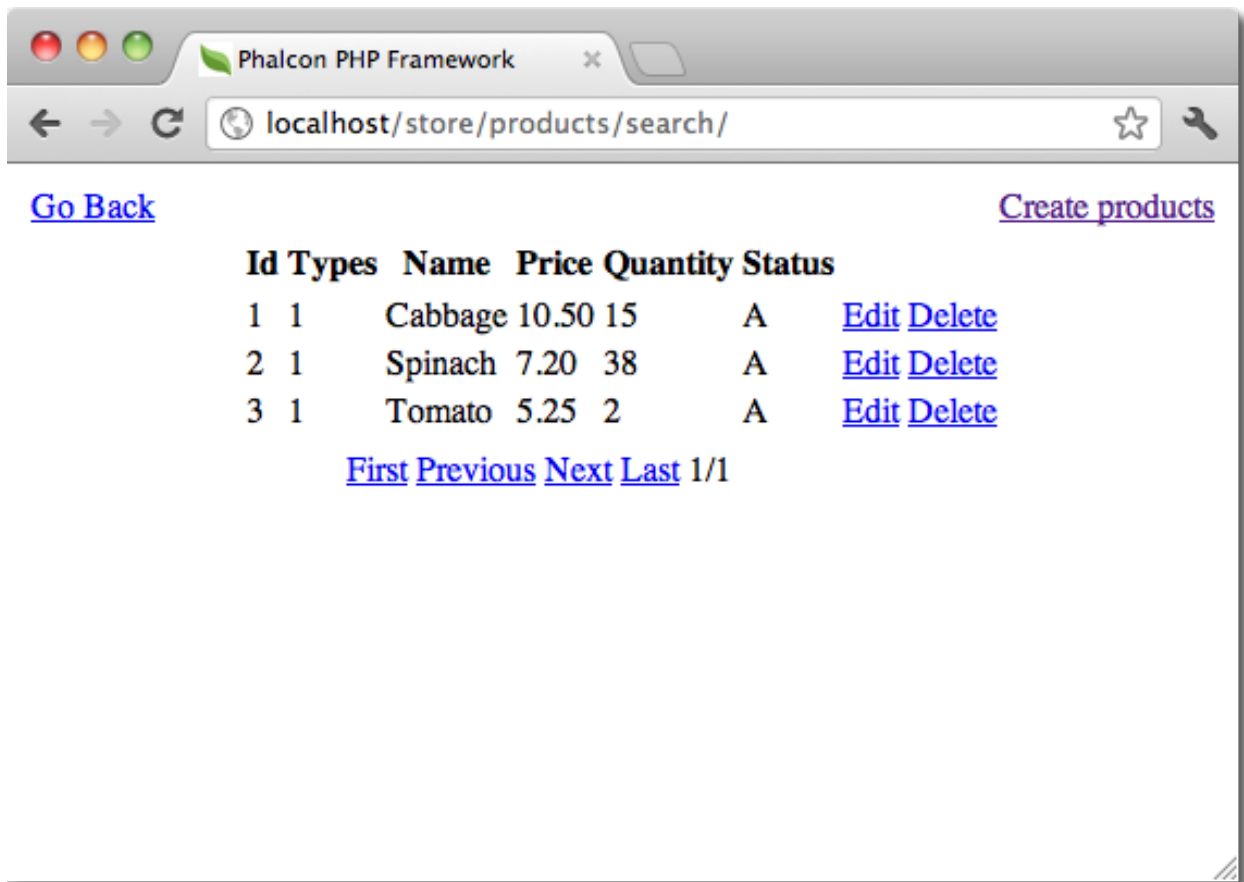 Phalcon PHP Framework
localhost/store/products/search/
Go Back Create products
Id Types Name Price Quantity Status
1 1 Cabbage 10.50 15 A Edit Delete
2 1 Spinach 7.20 38 A Edit Delete
3 1 Tomato 5.25 2 A Edit Delete
First Previous Next Last 1/1